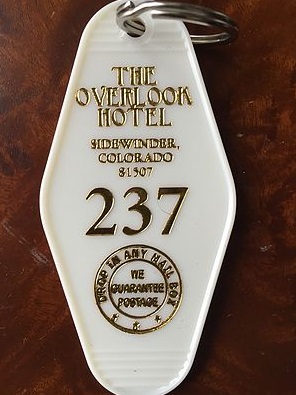 THE
OVERLOOK
HOTEL
SIDEWINDER,
COLORADO
81507
237
DROP IN ANY MAIL BOX
WE
GUARANTEE
POSTAGE